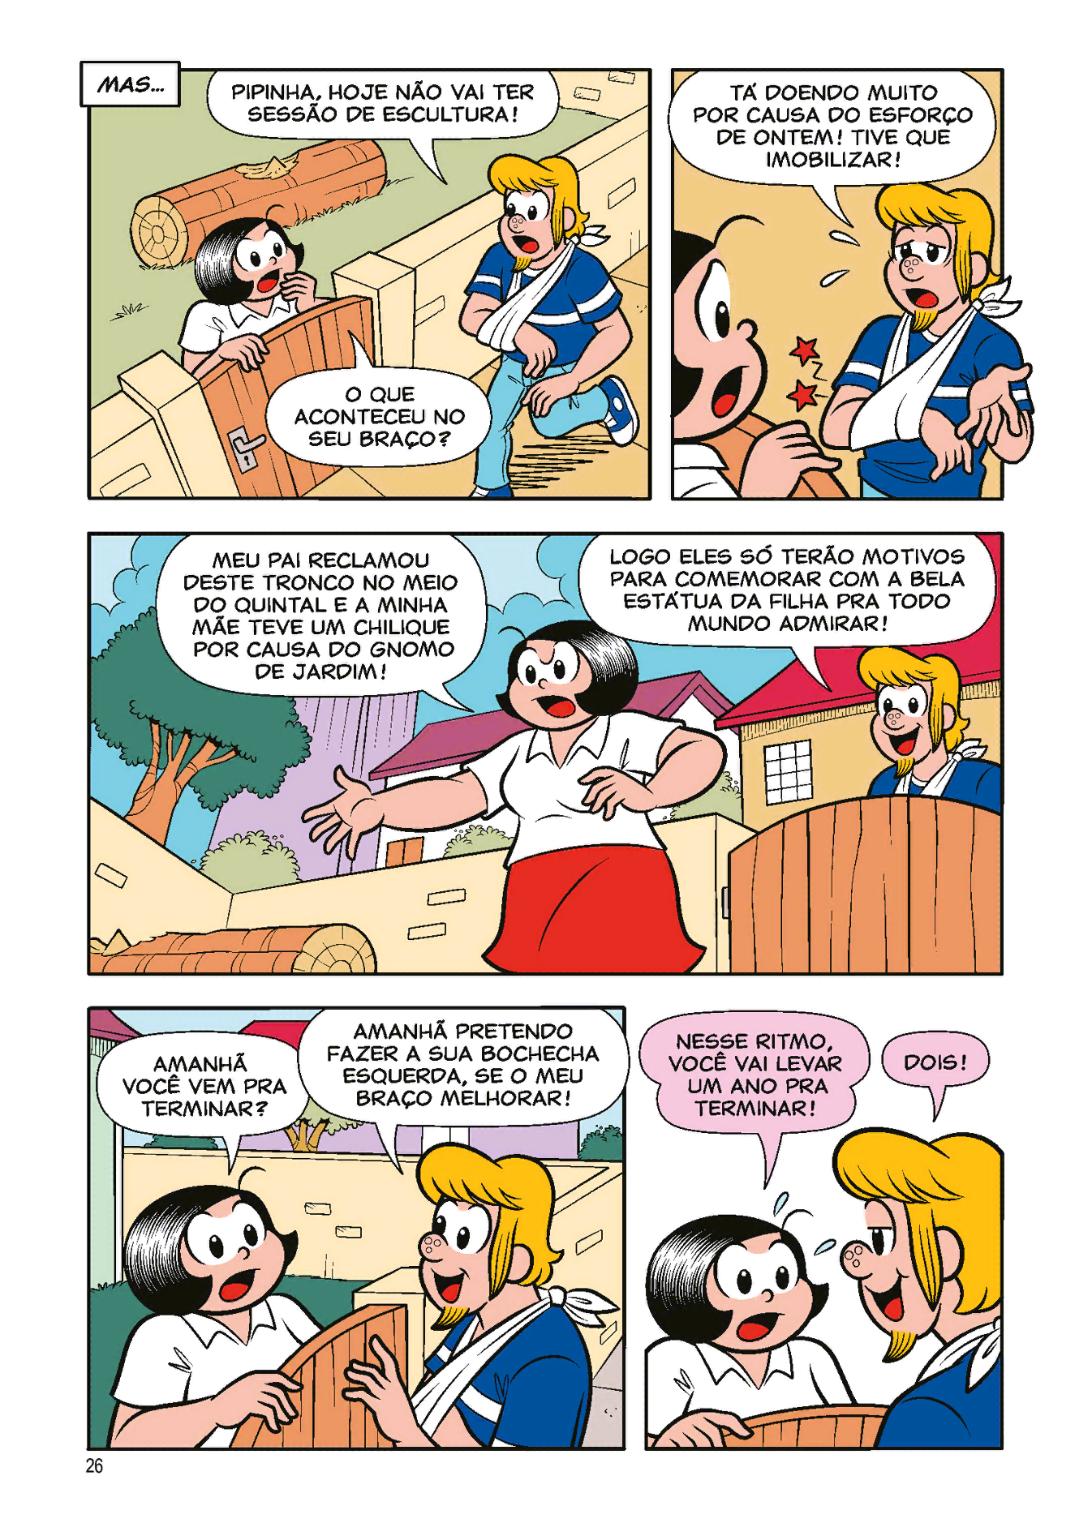 MAS...
PIPINHA, HOJE NÃO VAI TER
SESSÃO DE ESCULTURA!
O QUE
ACONTECEU NO
SEU BRAÇO?
TÁ DOENDO MUITO
POR CAUSA DO ESFORÇO
DE ONTEM! TIVE QUE
IMOBILIZAR!
MEU PAI RECLAMOU
DESTE TRONCO NO MEIO
DO QUINTAL E A MINHA
MÃE TEVE UM CHILIQUE
POR CAUSA DO GNOMO
DE JARDIM!
LOGO ELES SÓ TERÃO MOTIVOS
PARA COMEMORAR COM A BELA
ESTÁTUA DA FILHA PRA TODO
MUNDO ADMIRAR!
AMANHÃ
VOCÊ VEM PRA
TERMINAR?
AMANHÃ PRETENDO
FAZER A SUA BOCHECHA
ESQUERDA, SE O MEU
BRAÇO MELHORAR!
NESSE RITMO,
VOCÊ VAI LEVAR
UM ANO PRA
TERMINAR!
DOIS!
26